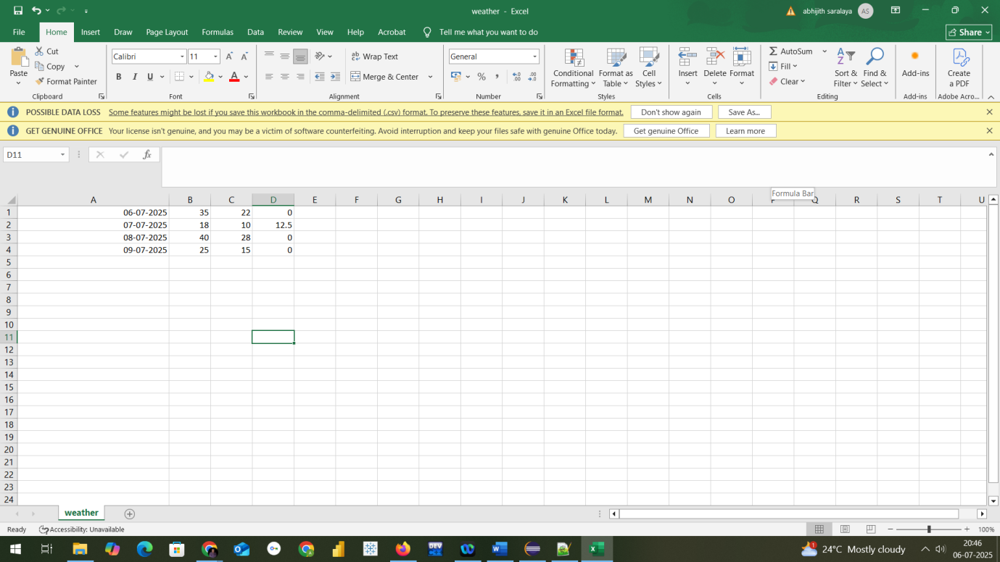 weather - Excel
abhijith saralaya AS
File Home Insert Draw Page Layout Formulas Data Review View Help Acrobat Tell me what you want to do Share
Paste
Cut
Copy
Format Painter
Clipboard
Calibri 11
B I U
Font
Wrap Text
Merge & Center
Alignment
General
Number
Conditional Formatting
Format as Table
Cell Styles
Styles
Insert Delete Format
Cells
AutoSum
Fill
Clear
Sort & Filter
Find & Select
Editing
Add-ins
Add-ins
Create a PDF
Adobe Acro...
POSSIBLE DATA LOSS Some features might be lost if you save this workbook in the comma-delimited (.csv) format. To preserve these features, save it in an Excel file format. Don't show again Save As...
GET GENUINE OFFICE Your license isn't genuine, and you may be a victim of software counterfeiting. Avoid interruption and keep your files safe with genuine Office today. Get genuine Office Learn more
D11 fx
Formula Bar
A B C D E F G H I J K L M N O P Q R S T U
1 06-07-2025 35 22 0
2 07-07-2025 18 10 12.5
3 08-07-2025 40 28 0
4 09-07-2025 25 15 0
5
6
7
8
9
10
11
12
13
14
15
16
17
18
19
20
21
22
23
24
weather
Ready Accessibility: Unavailable 100%
24°C Mostly cloudy
20:46
06-07-2025